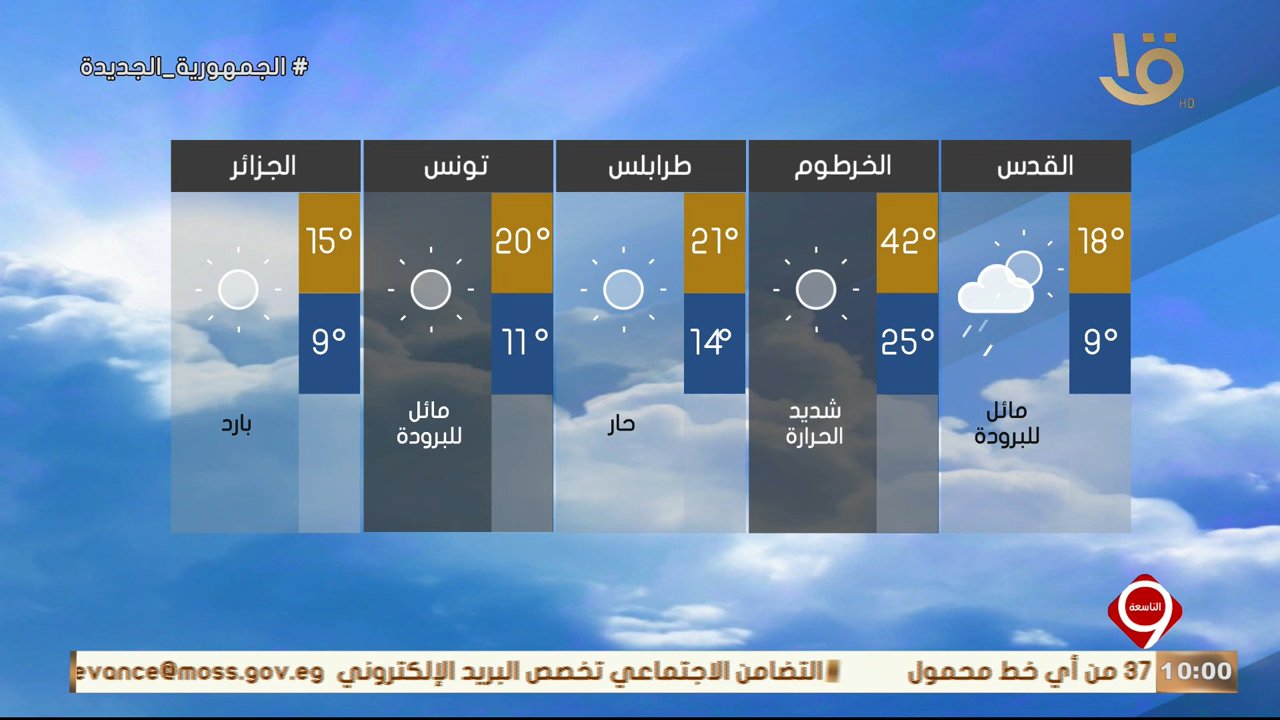 # الجمهورية_الجديدة
HD
القدس
18°
9°
مائل
للبرودة
الخرطوم
42°
25°
شديد
الحرارة
طرابلس
21°
14°
حار
تونس
20°
11°
مائل
للبرودة
الجزائر
15°
9°
بارد
التاسعة
9
10:00
37 من أي خط محمول
التضامن الاجتماعي تخصص البريد الإلكتروني evance@moss.gov.eg